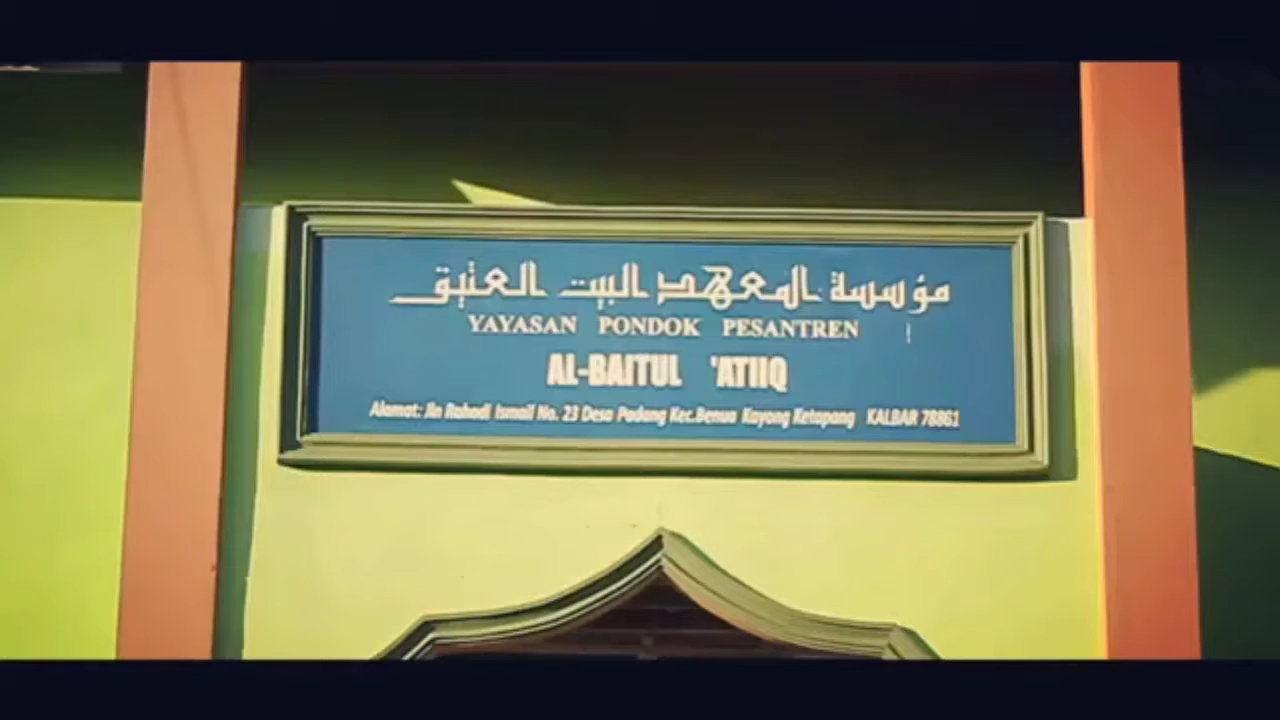 مؤسسة المعهد البيت العتيق
YAYASAN PONDOK PESANTREN
AL-BAITUL 'ATIIQ
Alamat: Jln Rahadi Ismail No. 23 Desa Padang Kec.Benua Kayong Ketapang KALBAR 78861